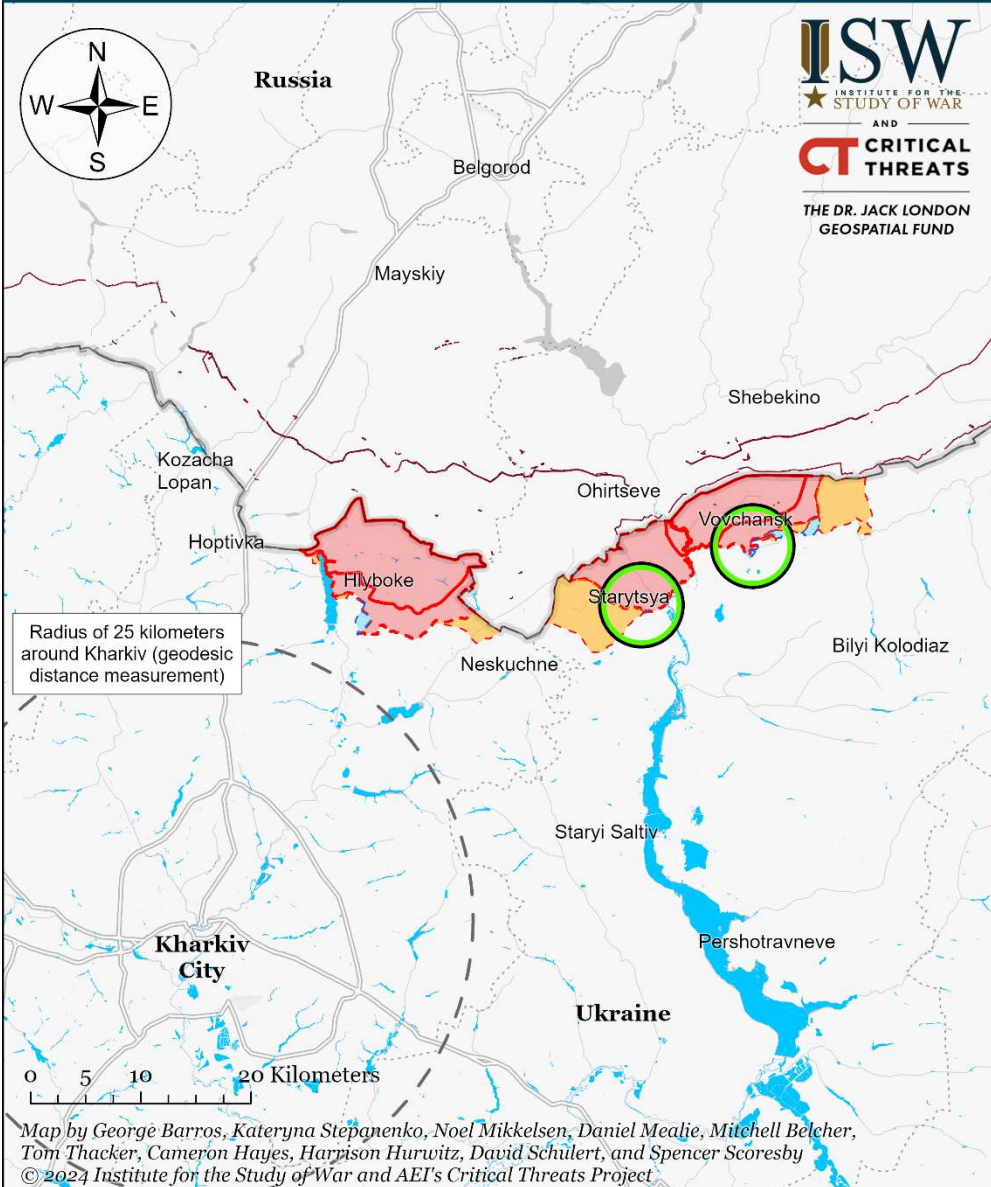 N
W E
S
Russia
ISW
INSTITUTE FOR THE
STUDY OF WAR
AND
CT CRITICAL
THREATS
THE DR. JACK LONDON
GEOSPATIAL FUND
Belgorod
Mayskiy
Shebekino
Kozacha
Lopan
Ohirtseve
Vovchansk
Hoptivka
Hlyboke
Starytsya
Radius of 25 kilometers
around Kharkiv (geodesic
distance measurement)
Neskuchne
Bilyi Kolodiaz
Staryi Saltiv
Kharkiv
City
Pershotravneve
Ukraine
0 5 10 20 Kilometers
Map by George Barros, Kateryna Stepanenko, Noel Mikkelsen, Daniel Mealie, Mitchell Belcher,
Tom Thacker, Cameron Hayes, Harrison Hurwitz, David Schulert, and Spencer Scoresby
© 2024 Institute for the Study of War and AEI's Critical Threats Project